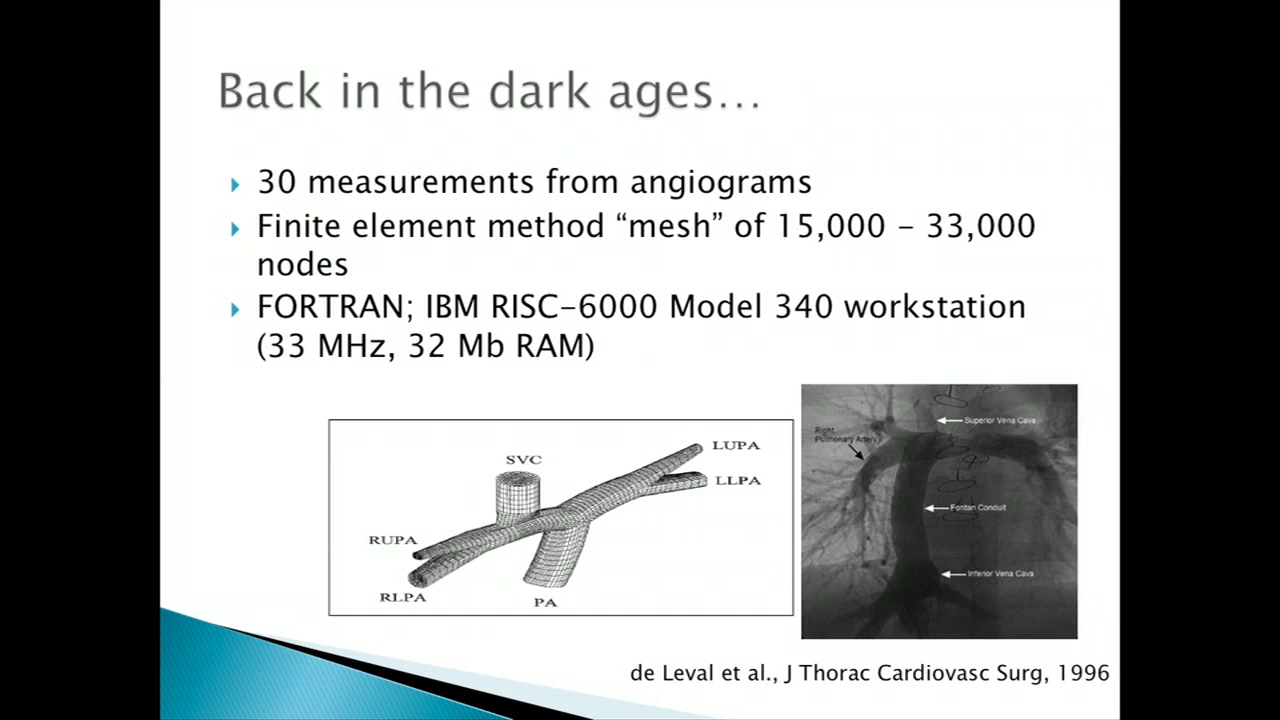 Back in the dark ages…
30 measurements from angiograms
Finite element method “mesh” of 15,000 – 33,000
nodes
FORTRAN; IBM RISC-6000 Model 340 workstation
(33 MHz, 32 Mb RAM)
SVC
LUPA
LLPA
RUPA
RLPA
PA
Superior Vena Cava
Right
Pulmonary Artery
Fontan Conduit
Inferior Vena Cava
de Leval et al., J Thorac Cardiovasc Surg, 1996